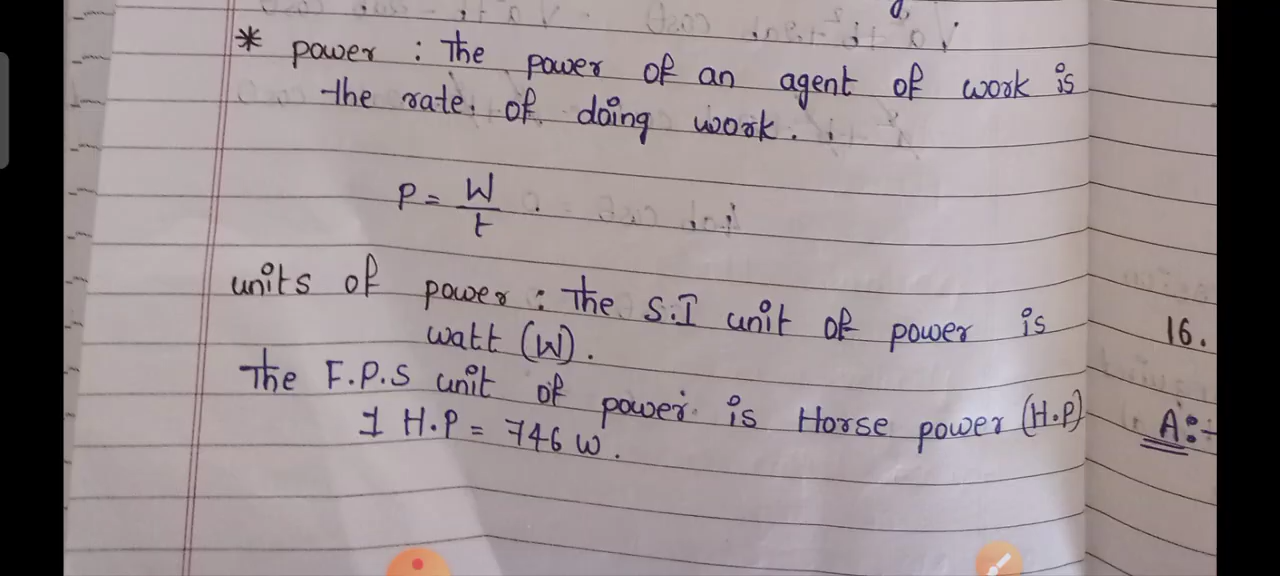 * power : The power of an agent of work is
the rate of doing work.
P = W/t
units of power : The S.I unit of power is
watt (W).
The F.P.S unit of power is Horse power (H.P)
1 H.P = 746 W.
16.
A:-